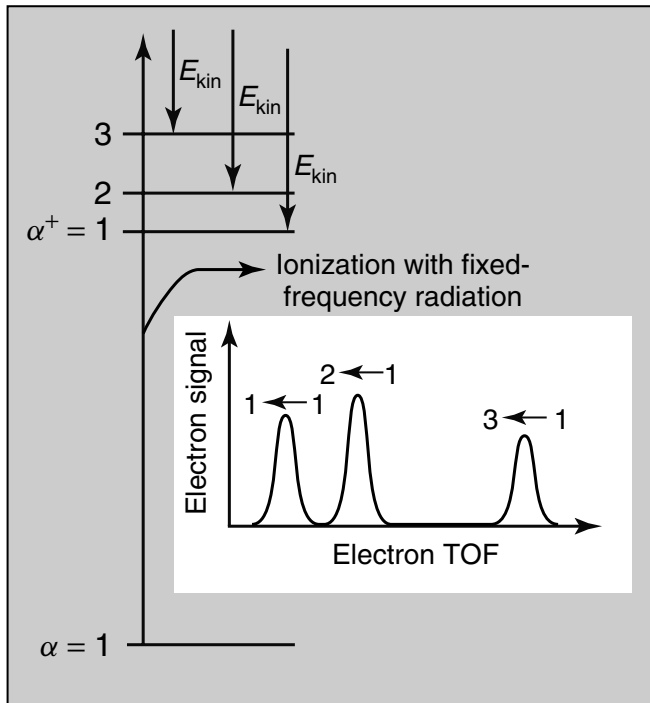 E_kin
E_kin
3
E_kin
2
α⁺ = 1
Ionization with fixed-
frequency radiation
Electron signal
2 ← 1
1 ← 1
3 ← 1
Electron TOF
α = 1